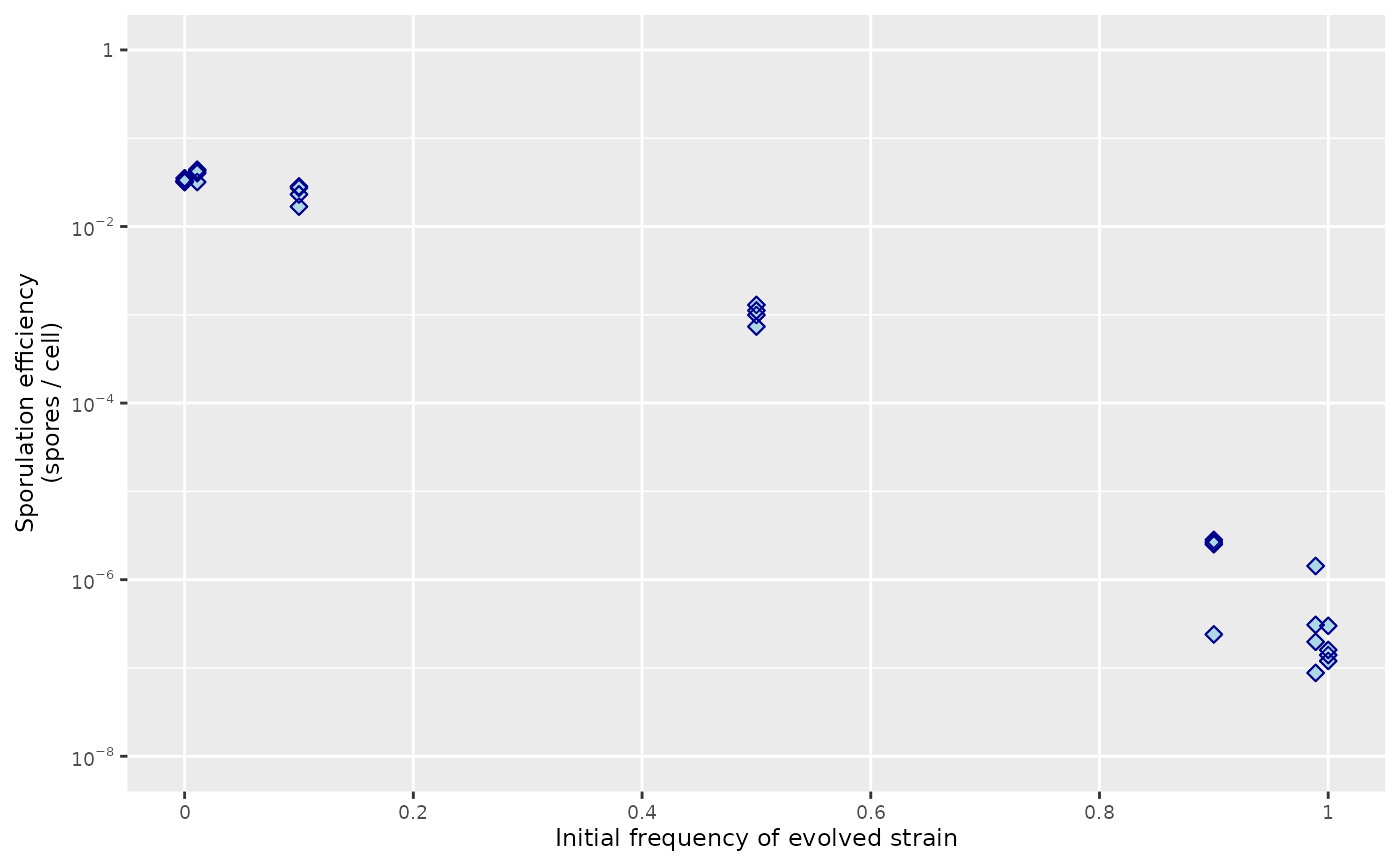 1
10⁻²
10⁻⁴
10⁻⁶
10⁻⁸
Sporulation efficiency
(spores / cell)
0 0.2 0.4 0.6 0.8 1
Initial frequency of evolved strain